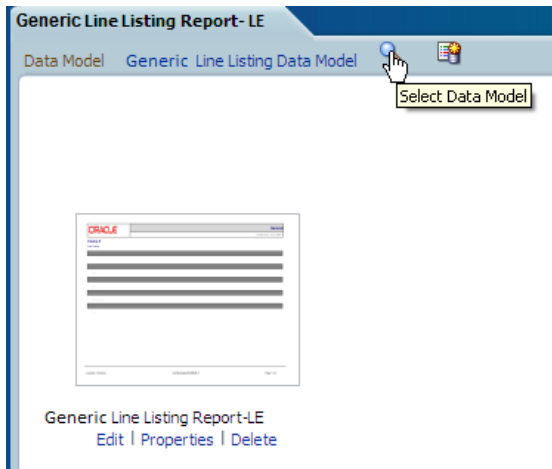 Generic Line Listing Report- LE
Data Model Generic Line Listing Data Model
Select Data Model
ORACLE
Generic Line Listing Report-LE
Edit | Properties | Delete